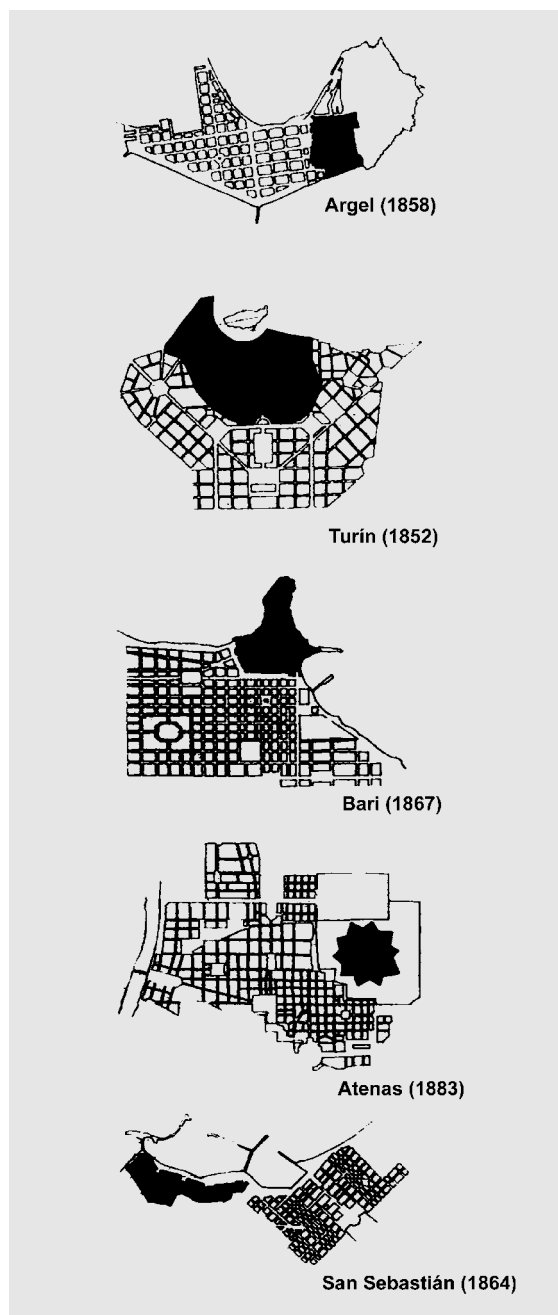 Argel (1858)
Turín (1852)
Bari (1867)
Atenas (1883)
San Sebastián (1864)